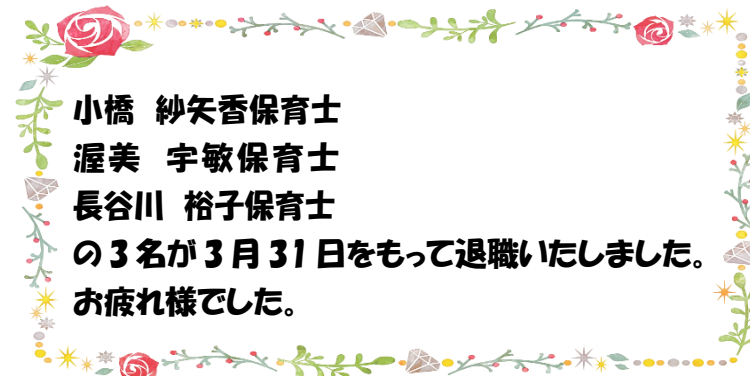 小橋 紗矢香保育士
渥美 宇敏保育士
長谷川 裕子保育士
の3名が3月31日をもって退職いたしました。
お疲れ様でした。